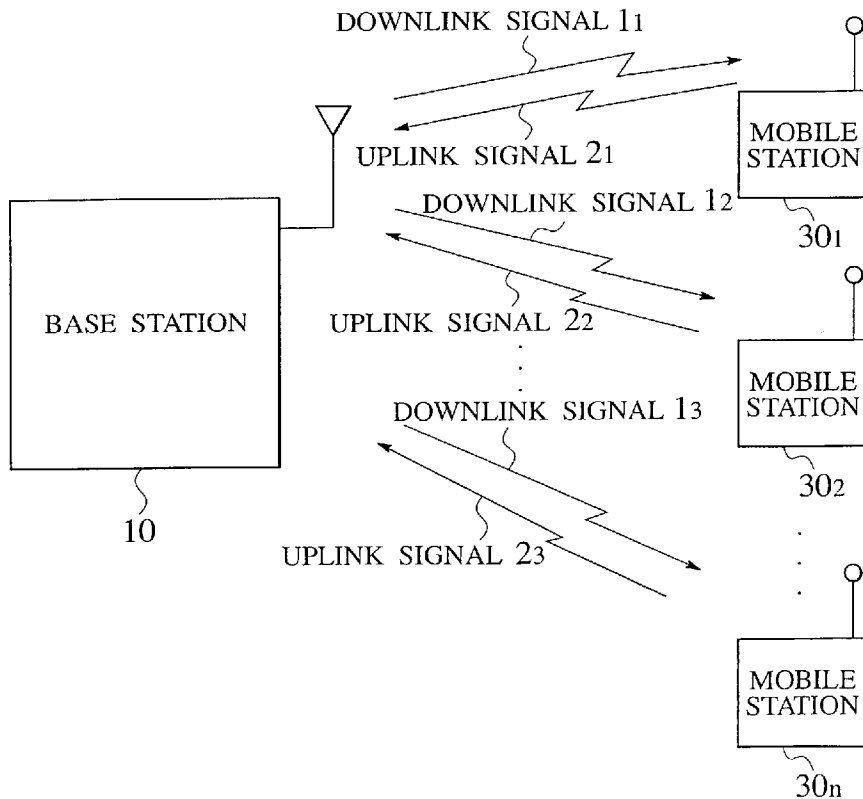 DOWNLINK SIGNAL 1₁
UPLINK SIGNAL 2₁
MOBILE
STATION
30₁
DOWNLINK SIGNAL 1₂
BASE STATION
UPLINK SIGNAL 2₂
MOBILE
STATION
30₂
DOWNLINK SIGNAL 1₃
10
UPLINK SIGNAL 2₃
MOBILE
STATION
30ₙ